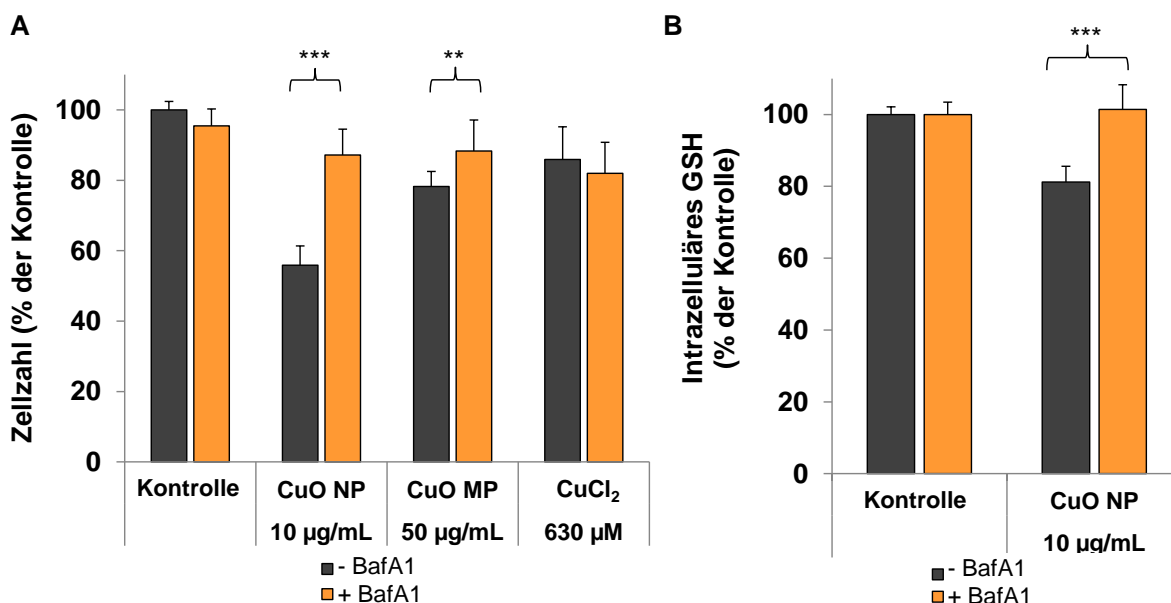 A
Zellzahl (% der Kontrolle)
100
80
60
40
20
0
***
**
Kontrolle
CuO NP
10 µg/mL
CuO MP
50 µg/mL
CuCl₂
630 µM
- BafA1
+ BafA1
B
Intrazelluläres GSH
(% der Kontrolle)
100
80
60
40
20
0
***
Kontrolle
CuO NP
10 µg/mL
- BafA1
+ BafA1